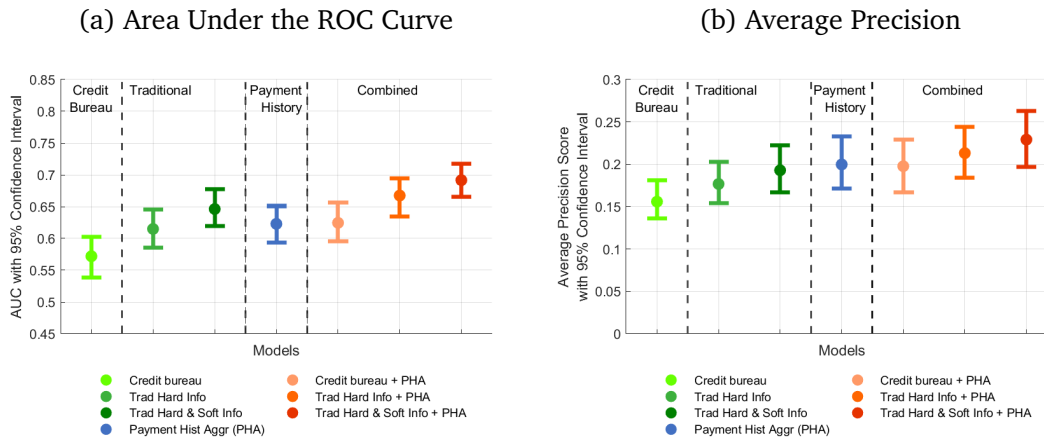 (a) Area Under the ROC Curve
AUC with 95% Confidence Interval
0.85
0.8
0.75
0.7
0.65
0.6
0.55
0.5
0.45
Credit
Bureau
Traditional
Payment
History
Combined
Models
Credit bureau
Trad Hard Info
Trad Hard & Soft Info
Payment Hist Aggr (PHA)
Credit bureau + PHA
Trad Hard Info + PHA
Trad Hard & Soft Info + PHA
(b) Average Precision
Average Precision Score
with 95% Confidence Interval
0.3
0.25
0.2
0.15
0.1
0.05
0
Credit
Bureau
Traditional
Payment
History
Combined
Models
Credit bureau
Trad Hard Info
Trad Hard & Soft Info
Payment Hist Aggr (PHA)
Credit bureau + PHA
Trad Hard Info + PHA
Trad Hard & Soft Info + PHA